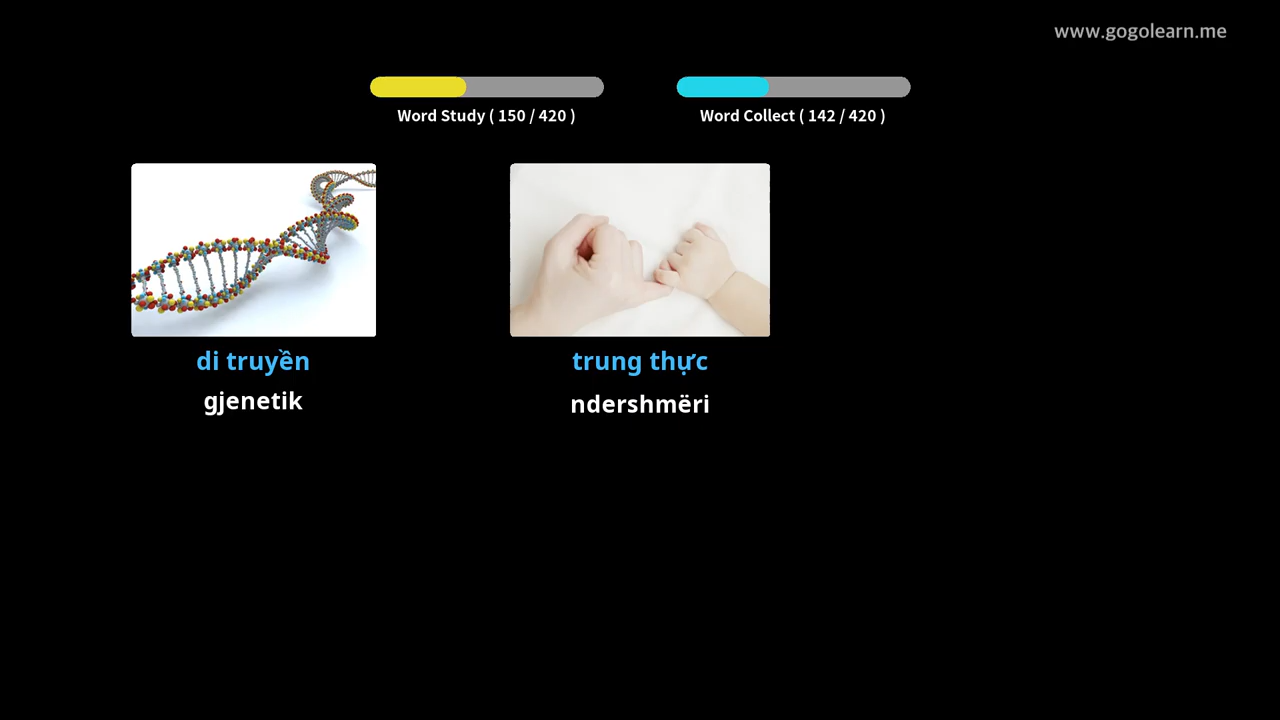 www.gogolearn.me
Word Study ( 150 / 420 )
Word Collect ( 142 / 420 )
di truyền
gjenetik
trung thực
ndershmëri